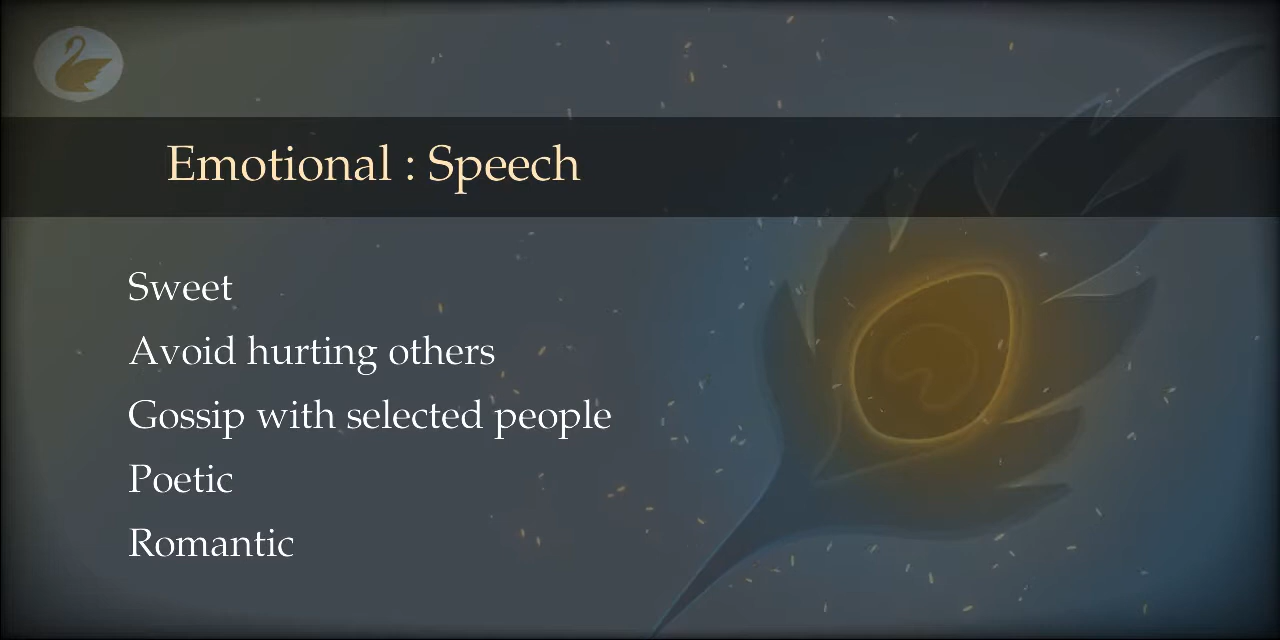 Emotional : Speech
Sweet
Avoid hurting others
Gossip with selected people
Poetic
Romantic